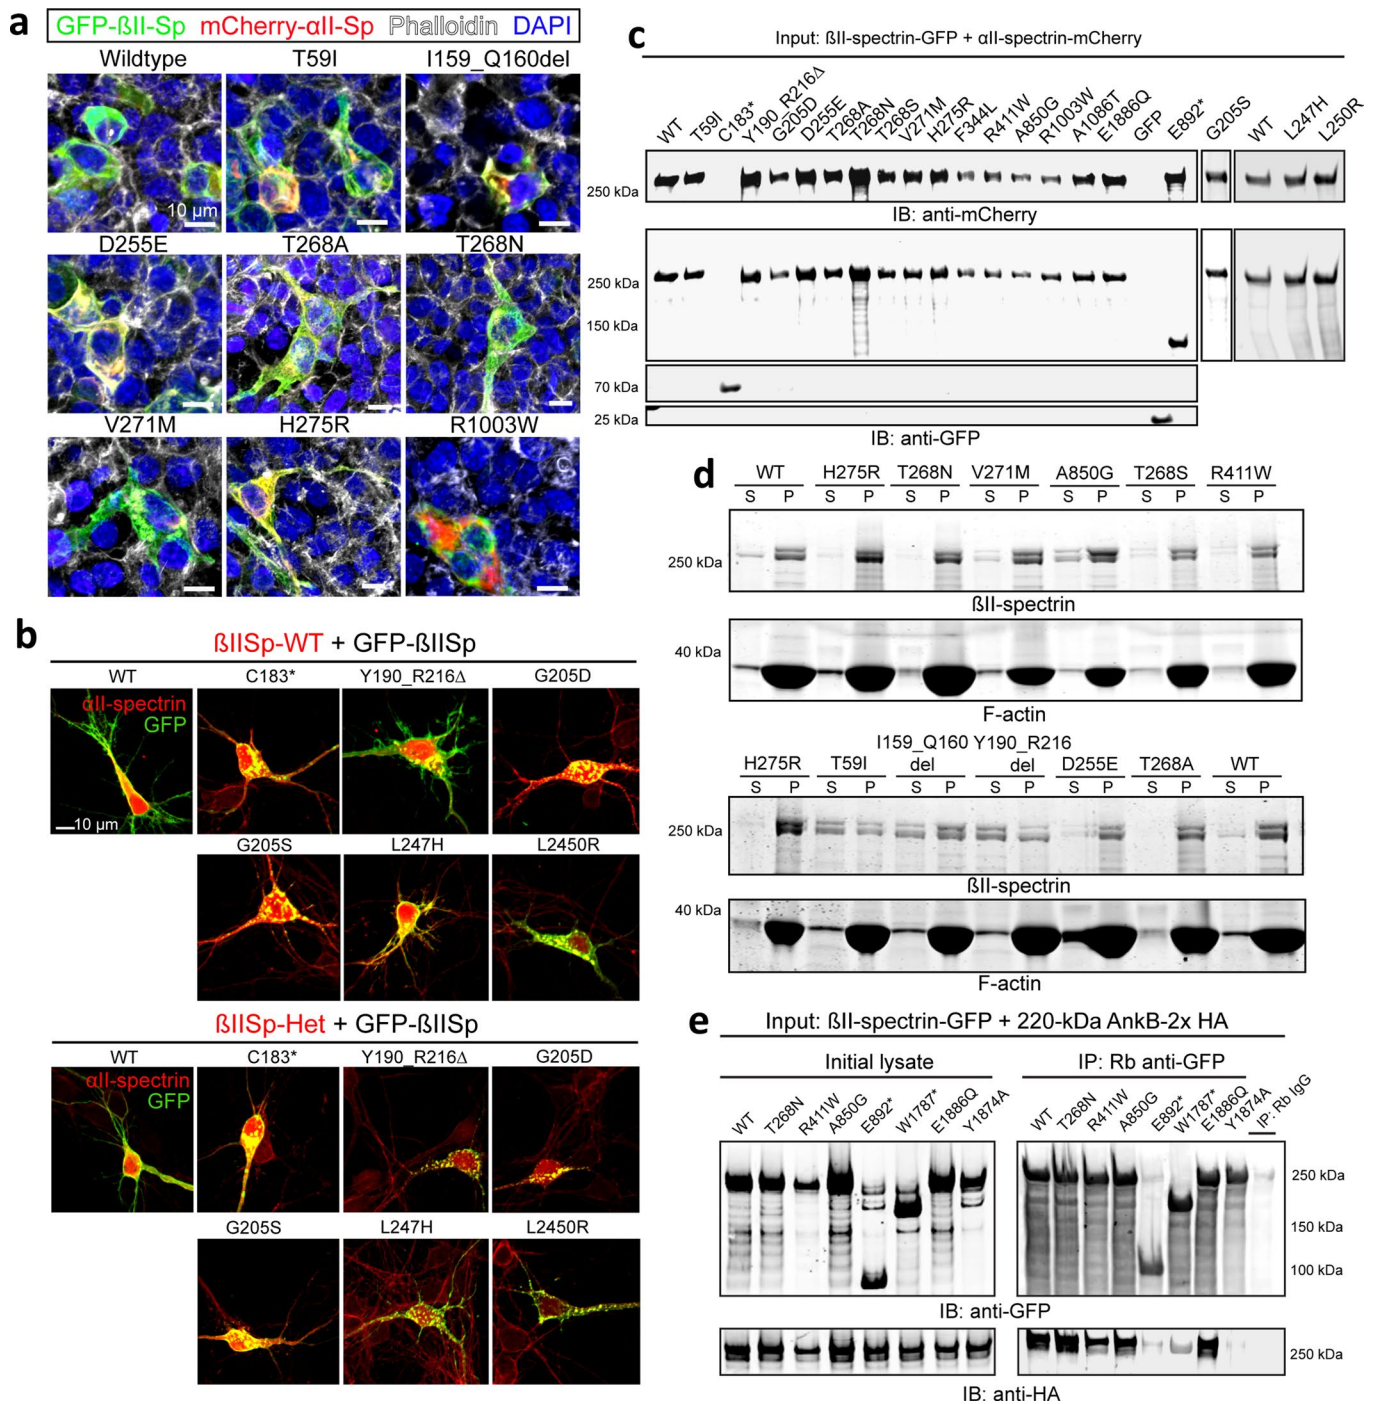 a
GFP-ßII-Sp mCherry-αII-Sp Phalloidin DAPI
Wildtype T59I I159_Q160del
10 µm
D255E T268A T268N
V271M H275R R1003W
b
ßIISp-WT + GFP-ßIISp
WT C183* Y190_R216Δ G205D
αII-spectrin
GFP
10 µm
G205S L247H L2450R
ßIISp-Het + GFP-ßIISp
WT C183* Y190_R216Δ G205D
αII-spectrin
GFP
G205S L247H L2450R
c
Input: ßII-spectrin-GFP + αII-spectrin-mCherry
WT T59I C183* Y190_R216Δ G205D D255E T268A T268N T268S V271M H275R F344L R411W A850G R1003W A1086T E1886Q GFP E892* G205S WT L247H L250R
250 kDa
IB: anti-mCherry
250 kDa
150 kDa
70 kDa
25 kDa
IB: anti-GFP
d
WT H275R T268N V271M A850G T268S R411W
S P S P S P S P S P S P S P
250 kDa
ßII-spectrin
40 kDa
F-actin
I159_Q160 Y190_R216
H275R T59I del del D255E T268A WT
S P S P S P S P S P S P S P
250 kDa
ßII-spectrin
40 kDa
F-actin
e
Input: ßII-spectrin-GFP + 220-kDa AnkB-2x HA
Initial lysate IP: Rb anti-GFP
WT T268N R411W A850G E892* W1787* E1886Q Y1874A WT T268N R411W A850G E892* W1787* E1886Q Y1874A IP: Rb IgG
250 kDa
150 kDa
100 kDa
IB: anti-GFP
250 kDa
IB: anti-HA